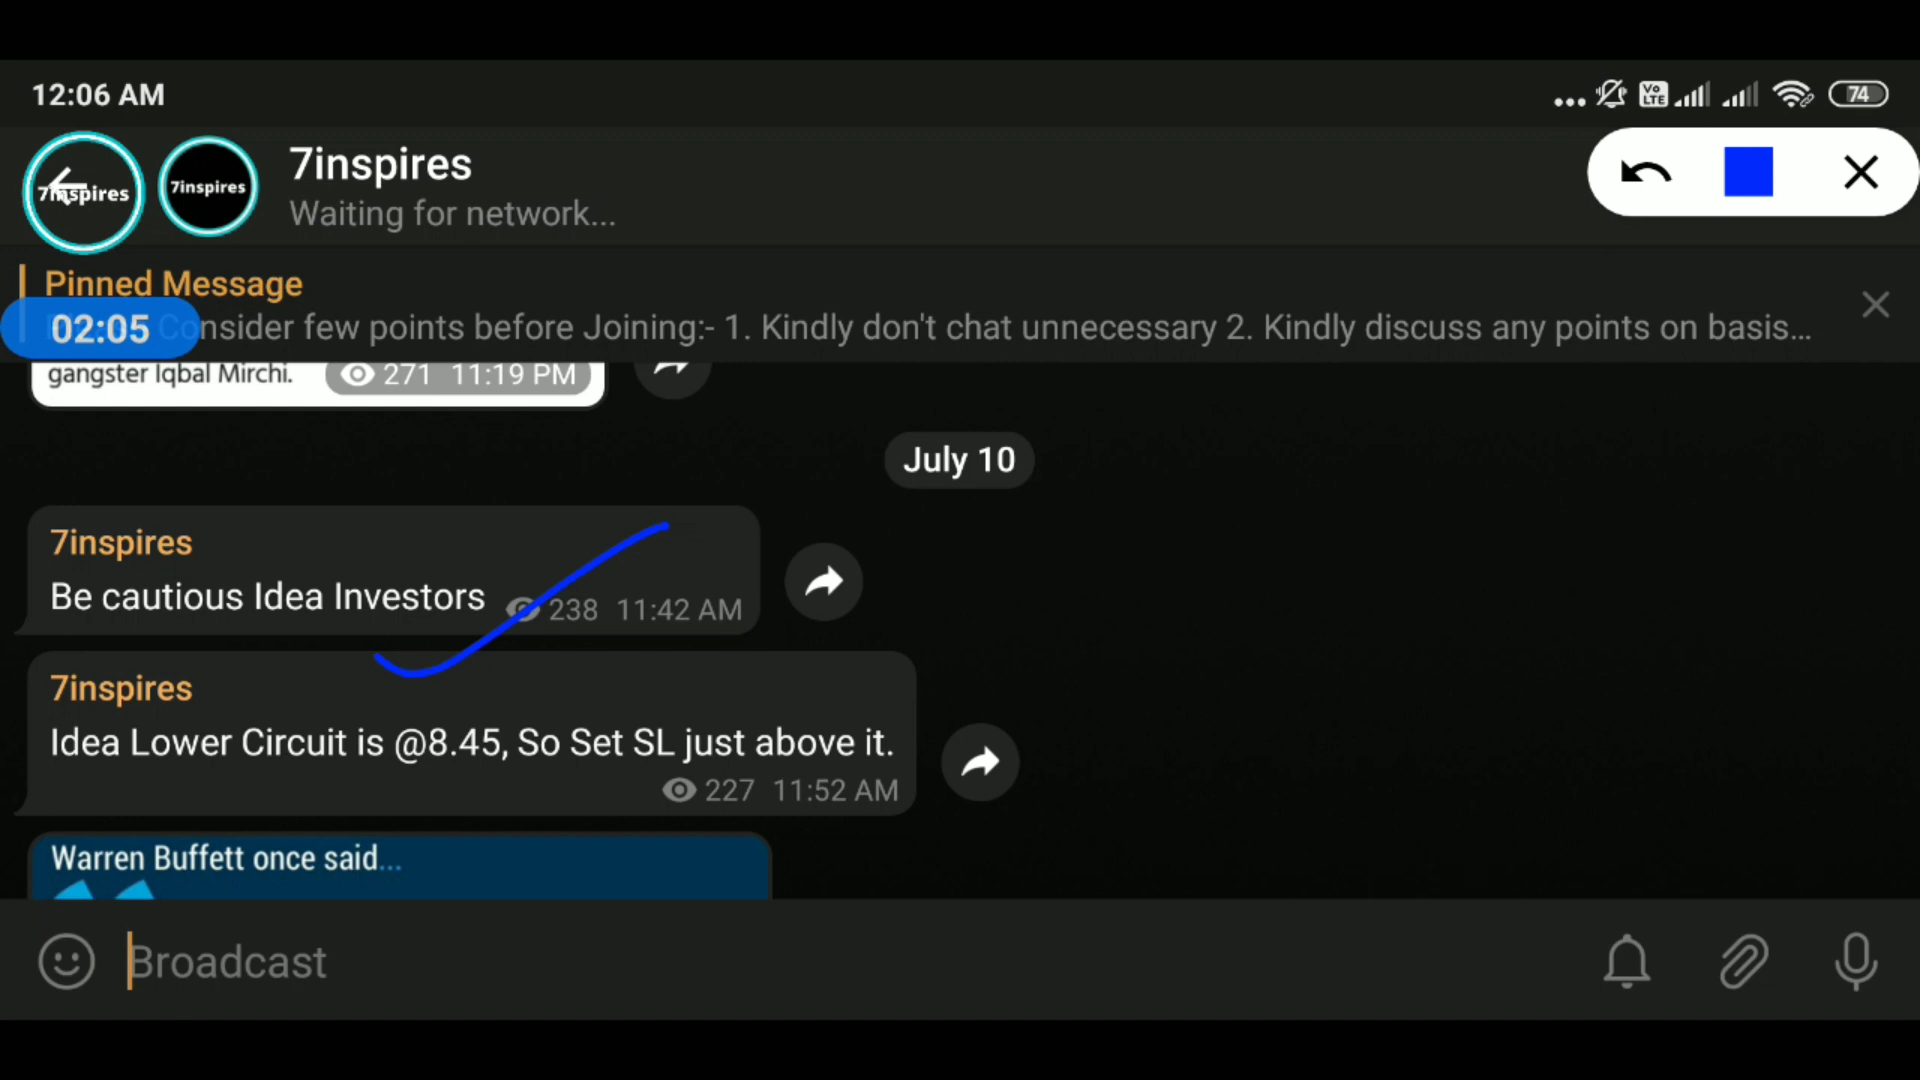 12:06 AM
Vo LTE
74
7inspires
7inspires
7inspires
Waiting for network...
Pinned Message
02:05
Consider few points before Joining:- 1. Kindly don't chat unnecessary 2. Kindly discuss any points on basis...
gangster Iqbal Mirchi.
271 11:19 PM
July 10
7inspires
Be cautious Idea Investors
238 11:42 AM
7inspires
Idea Lower Circuit is @8.45, So Set SL just above it.
227 11:52 AM
Warren Buffett once said...
Broadcast